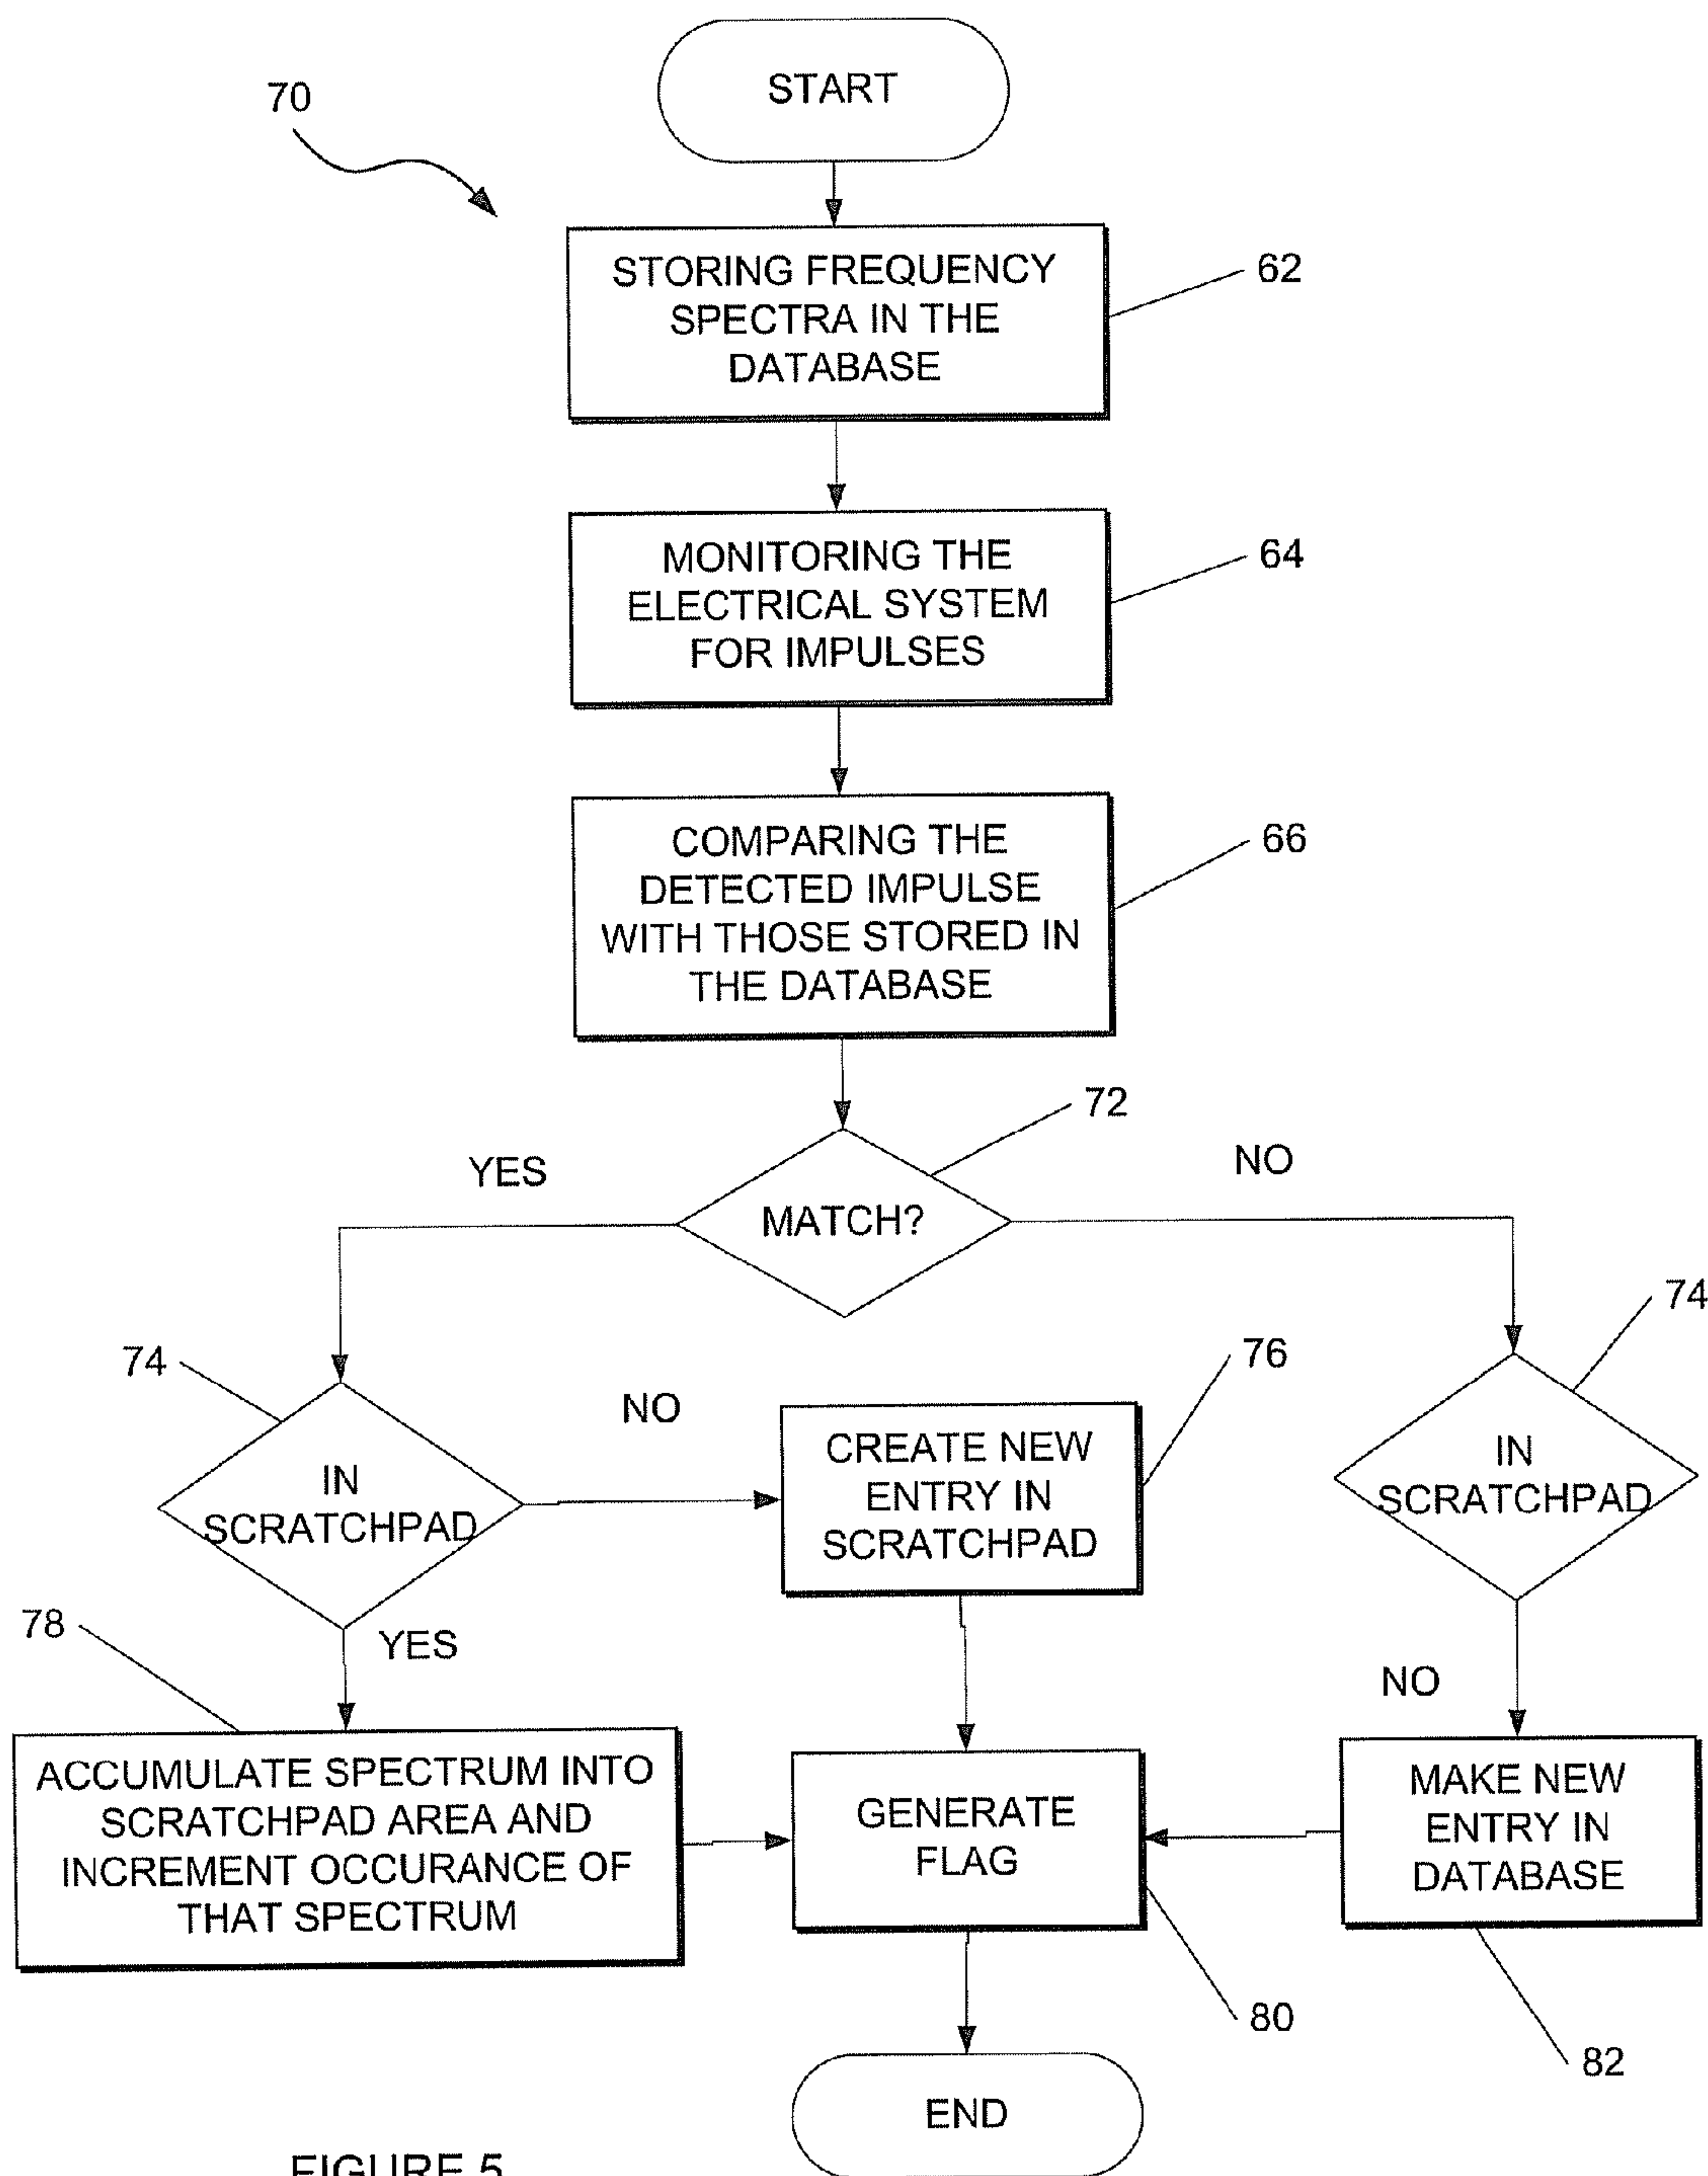 START
70
STORING FREQUENCY
SPECTRA IN THE
DATABASE
62
MONITORING THE
ELECTRICAL SYSTEM
FOR IMPULSES
64
COMPARING THE
DETECTED IMPULSE
WITH THOSE STORED IN
THE DATABASE
66
72
YES
NO
MATCH?
74
74
76
NO
IN
SCRATCHPAD
CREATE NEW
ENTRY IN
SCRATCHPAD
IN
SCRATCHPAD
78
YES
NO
ACCUMULATE SPECTRUM INTO
SCRATCHPAD AREA AND
INCREMENT OCCURANCE OF
THAT SPECTRUM
GENERATE
FLAG
MAKE NEW
ENTRY IN
DATABASE
80
82
END
FIGURE 5